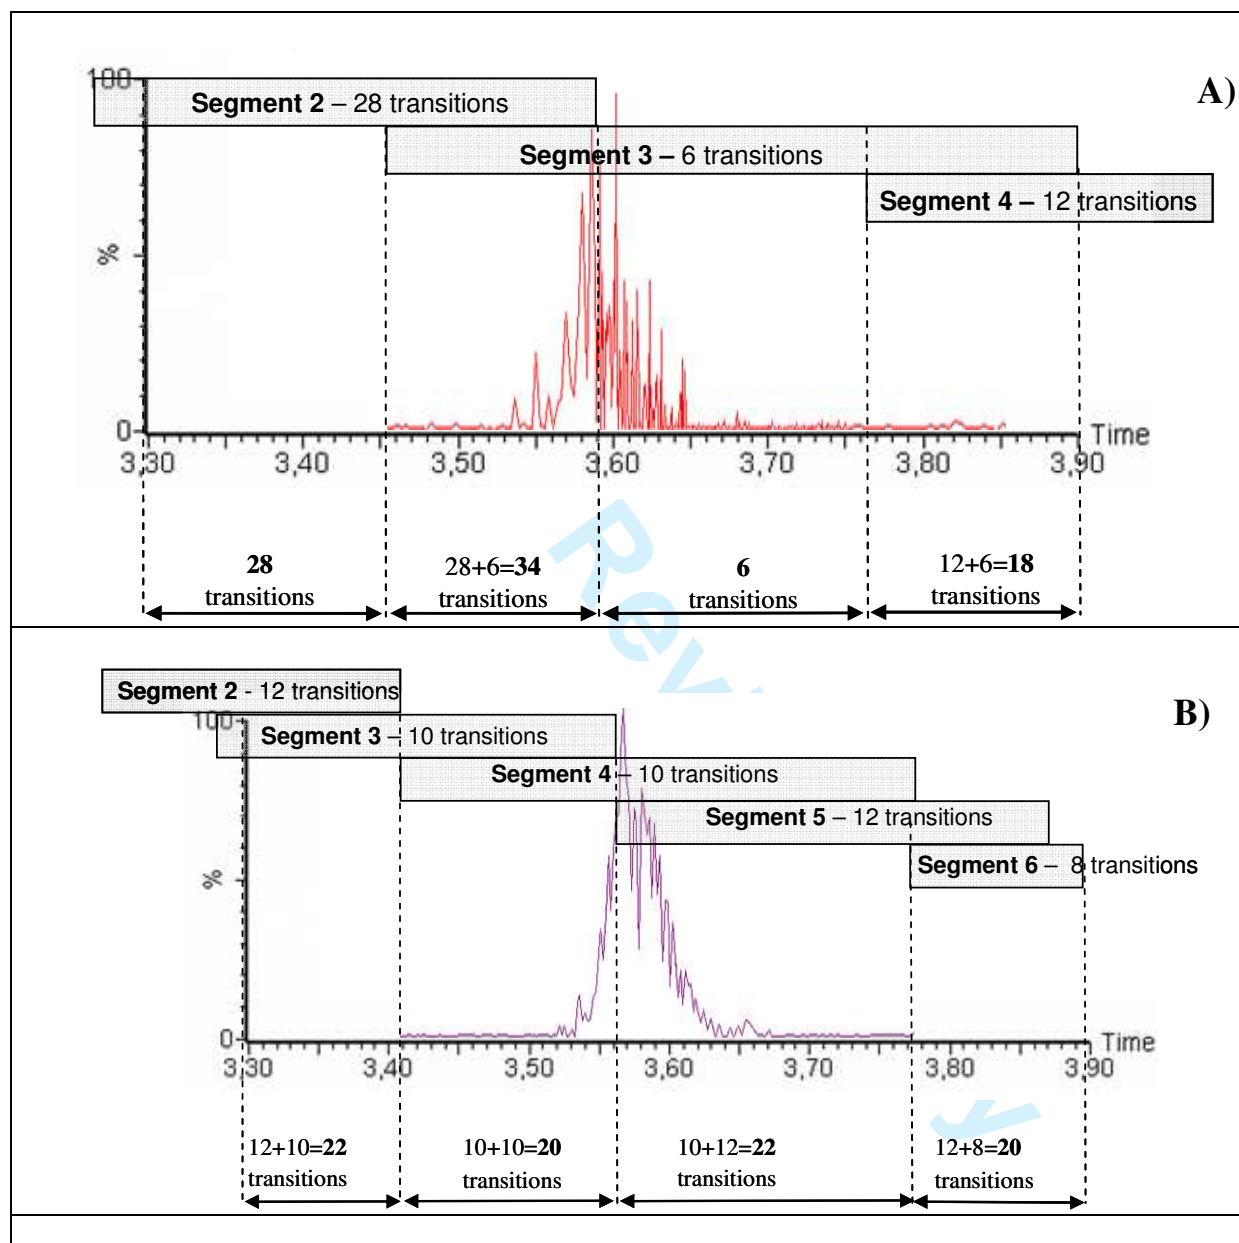 A)
100
Segment 2 – 28 transitions
Segment 3 – 6 transitions
Segment 4 – 12 transitions
%
0
Time
3,30 3,40 3,50 3,60 3,70 3,80 3,90
28 transitions
28+6=34 transitions
6 transitions
12+6=18 transitions
Rev
B)
Segment 2 - 12 transitions
100
Segment 3 – 10 transitions
Segment 4 – 10 transitions
Segment 5 – 12 transitions
Segment 6 – 8 transitions
%
0
Time
3,30 3,40 3,50 3,60 3,70 3,80 3,90
y
12+10=22 transitions
10+10=20 transitions
10+12=22 transitions
12+8=20 transitions